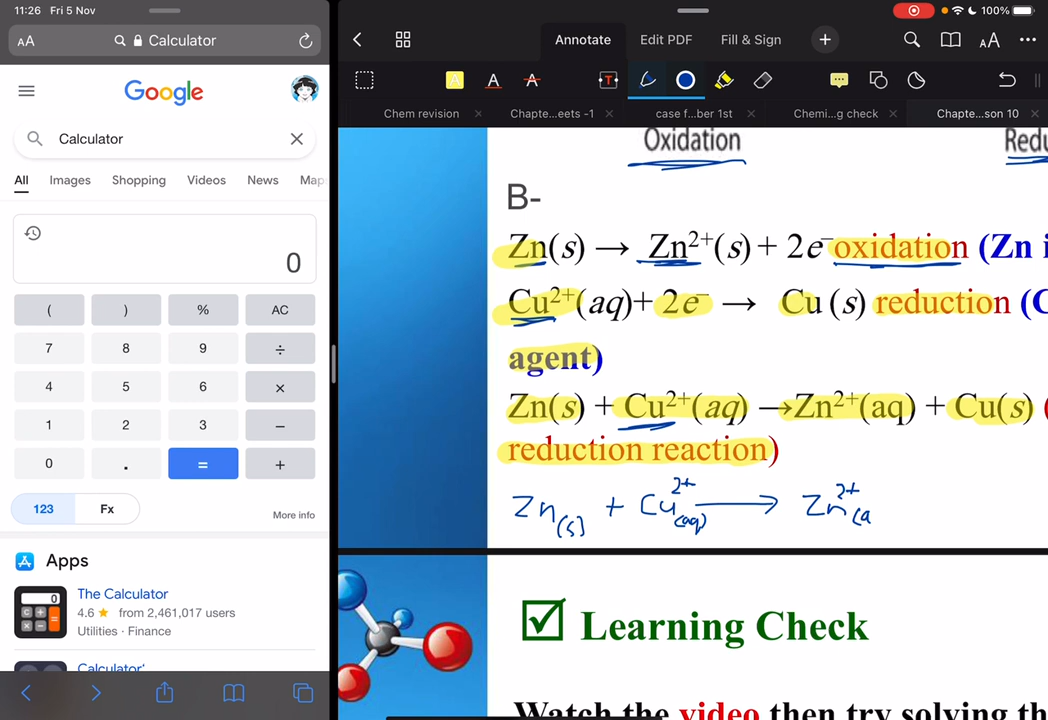 11:26 Fri 5 Nov
100%
AA
Calculator
Google
Calculator
All Images Shopping Videos News Map
0
( ) % AC
7 8 9 ÷
4 5 6 ×
1 2 3 −
0 . = +
123 Fx
More info
Apps
The Calculator
4.6 ★ from 2,461,017 users
Utilities · Finance
Calculator'
Annotate Edit PDF Fill & Sign
AA
A A A T
Chem revision × Chapte...eets -1 × case f...ber 1st × Chemi...g check × Chapte...son 10 ×
Oxidation Redu
B-
Zn(s) → Zn²⁺(s) + 2e⁻ oxidation (Zn i
Cu²⁺(aq)+ 2e⁻ → Cu (s) reduction (C
agent)
Zn(s) + Cu²⁺(aq) →Zn²⁺(aq) + Cu(s) (
reduction reaction)
Zn(s) + Cu²⁺(aq) → Zn²⁺(a
Learning Check
Watch the video then try solving th